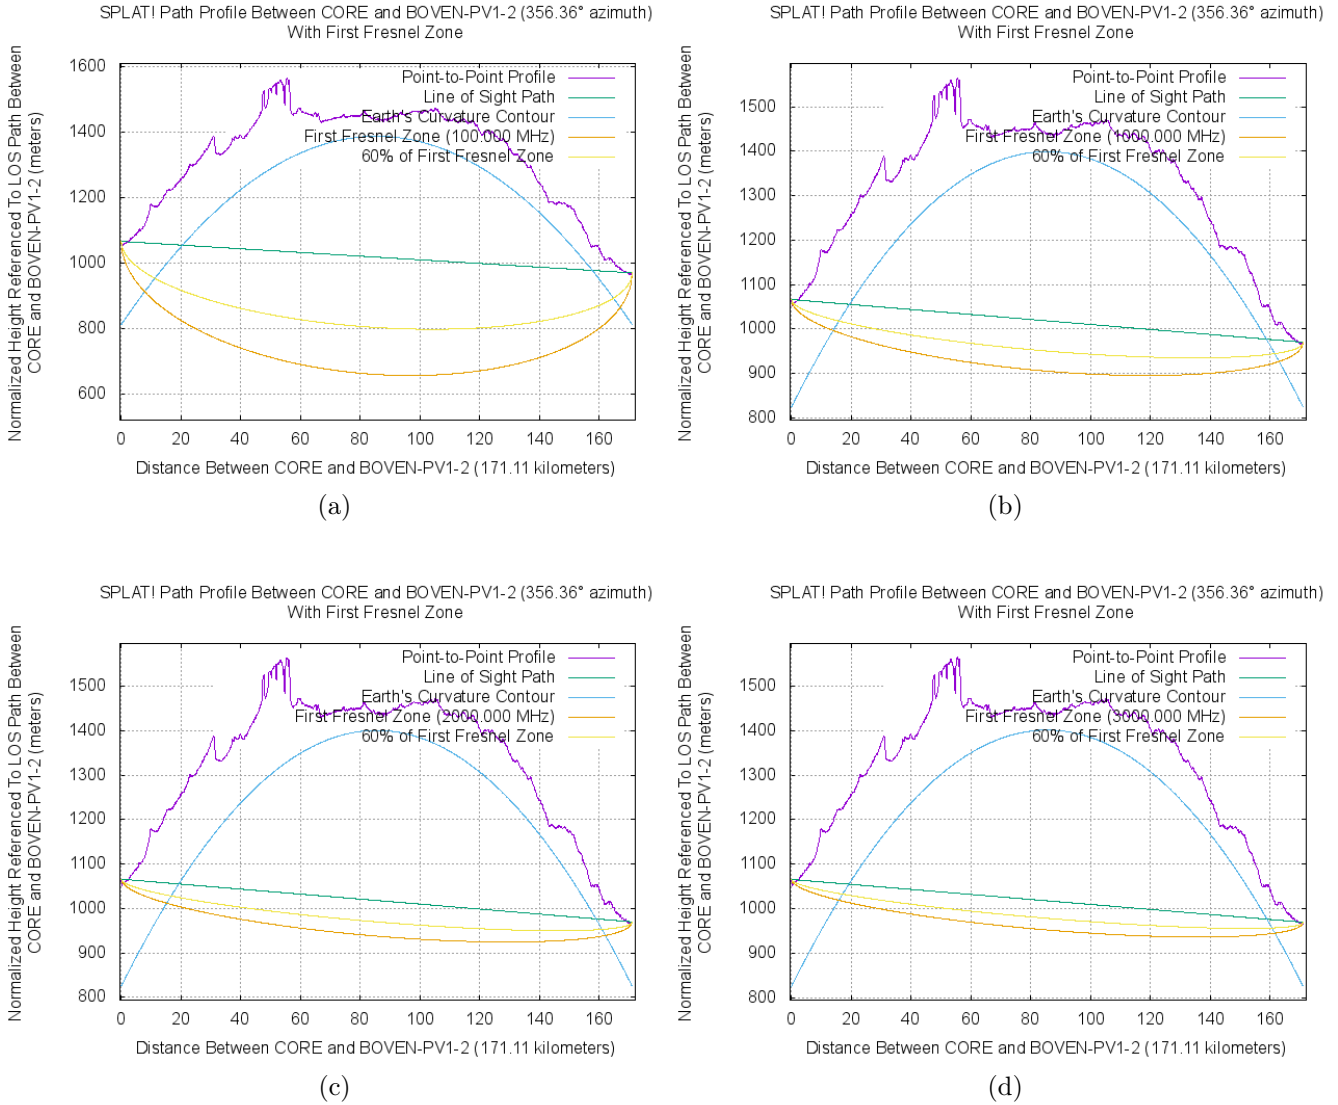 SPLAT! Path Profile Between CORE and BOVEN-PV1-2 (356.36° azimuth)
With First Fresnel Zone
Normalized Height Referenced To LOS Path Between
CORE and BOVEN-PV1-2 (meters)
1600
1400
1200
1000
800
600
Point-to-Point Profile
Line of Sight Path
Earth's Curvature Contour
First Fresnel Zone (100.000 MHz)
60% of First Fresnel Zone
0 20 40 60 80 100 120 140 160
Distance Between CORE and BOVEN-PV1-2 (171.11 kilometers)
(a)
SPLAT! Path Profile Between CORE and BOVEN-PV1-2 (356.36° azimuth)
With First Fresnel Zone
Normalized Height Referenced To LOS Path Between
CORE and BOVEN-PV1-2 (meters)
1500
1400
1300
1200
1100
1000
900
800
Point-to-Point Profile
Line of Sight Path
Earth's Curvature Contour
First Fresnel Zone (1000.000 MHz)
60% of First Fresnel Zone
0 20 40 60 80 100 120 140 160
Distance Between CORE and BOVEN-PV1-2 (171.11 kilometers)
(b)
SPLAT! Path Profile Between CORE and BOVEN-PV1-2 (356.36° azimuth)
With First Fresnel Zone
Normalized Height Referenced To LOS Path Between
CORE and BOVEN-PV1-2 (meters)
1500
1400
1300
1200
1100
1000
900
800
Point-to-Point Profile
Line of Sight Path
Earth's Curvature Contour
First Fresnel Zone (2000.000 MHz)
60% of First Fresnel Zone
0 20 40 60 80 100 120 140 160
Distance Between CORE and BOVEN-PV1-2 (171.11 kilometers)
(c)
SPLAT! Path Profile Between CORE and BOVEN-PV1-2 (356.36° azimuth)
With First Fresnel Zone
Normalized Height Referenced To LOS Path Between
CORE and BOVEN-PV1-2 (meters)
1500
1400
1300
1200
1100
1000
900
800
Point-to-Point Profile
Line of Sight Path
Earth's Curvature Contour
First Fresnel Zone (3000.000 MHz)
60% of First Fresnel Zone
0 20 40 60 80 100 120 140 160
Distance Between CORE and BOVEN-PV1-2 (171.11 kilometers)
(d)